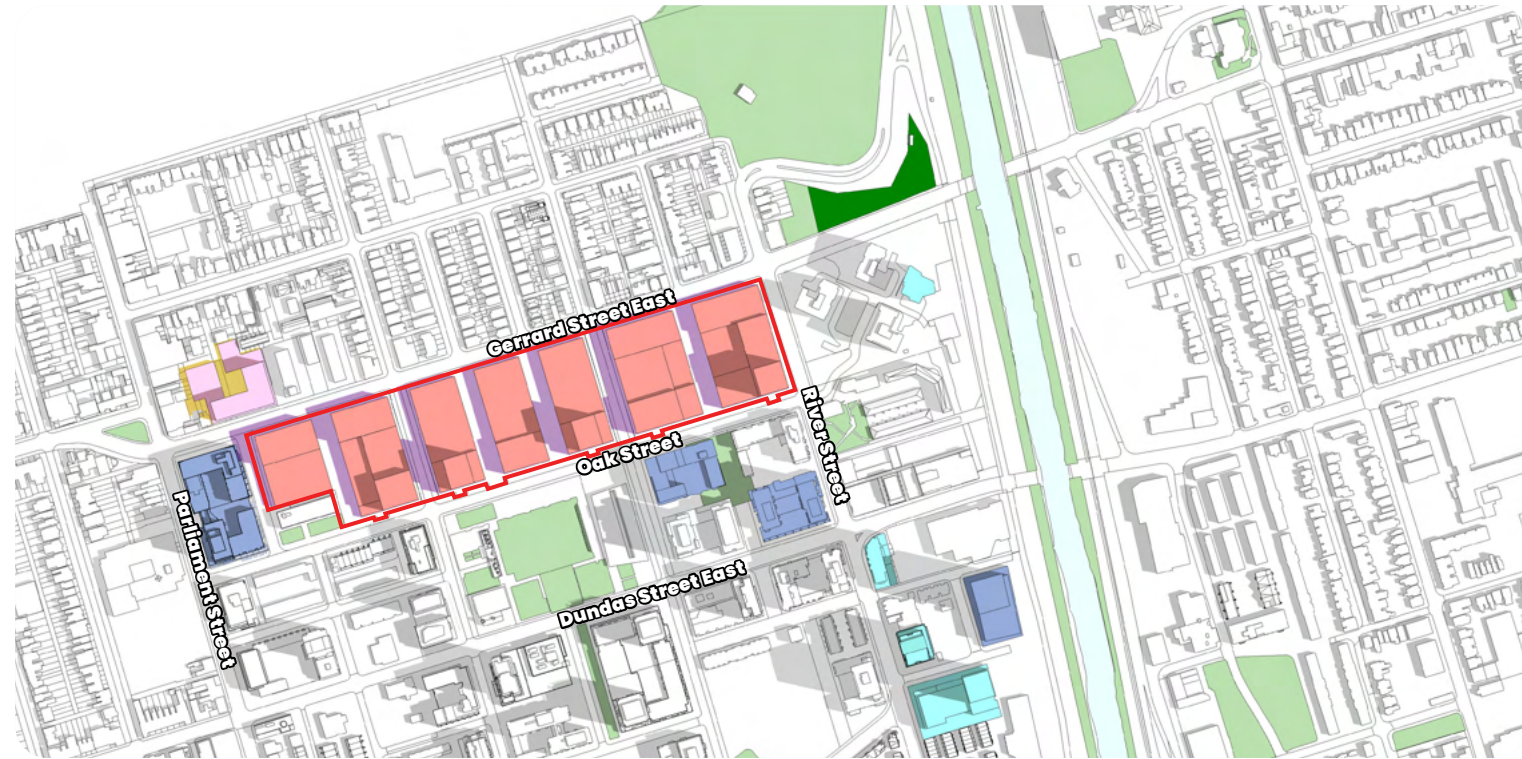 Gerrard Street East
Oak Street
River Street
Parliament Street
Dundas Street East